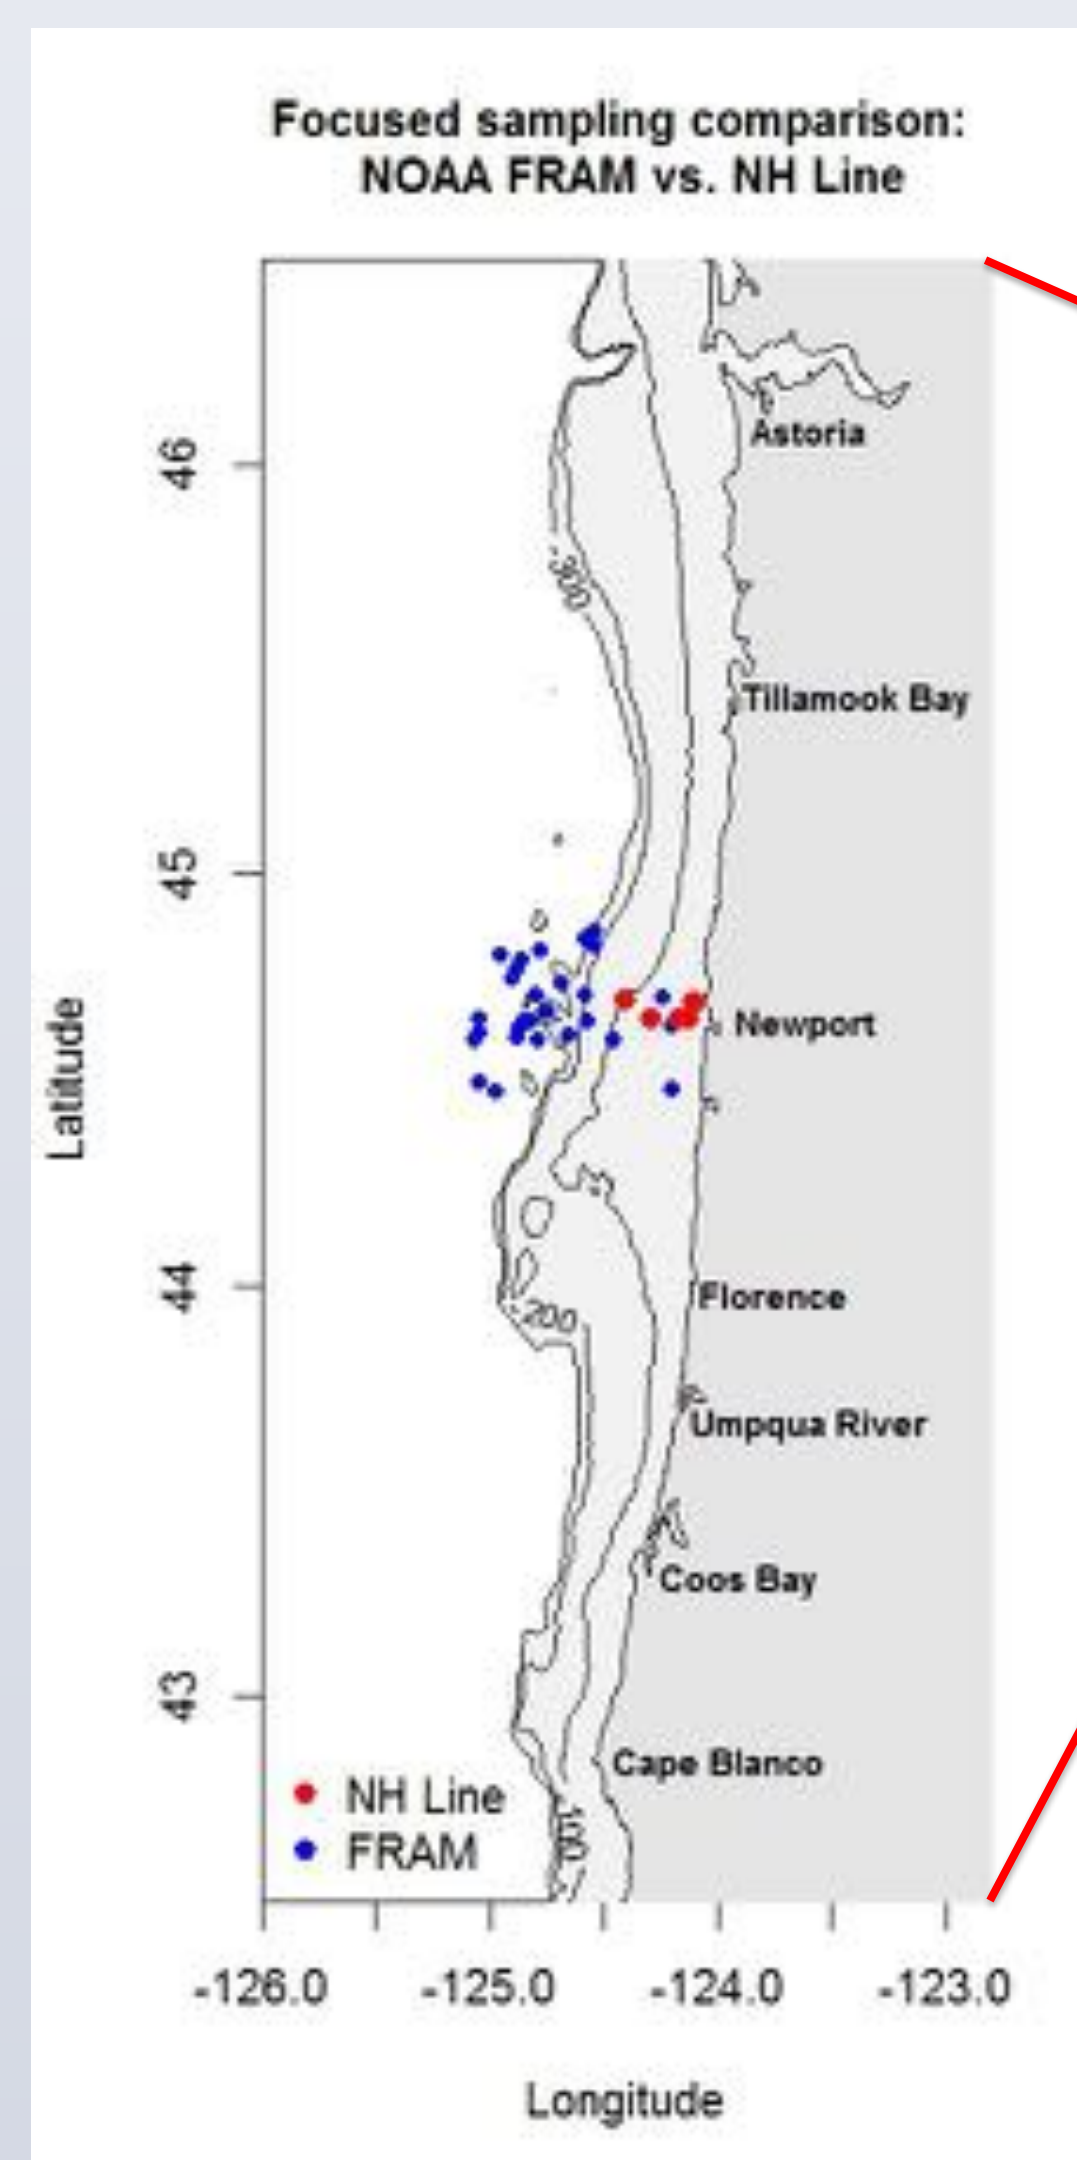 Focused sampling comparison:
NOAA FRAM vs. NH Line
46
45
44
43
Latitude
-300
-200
-100
Astoria
Tillamook Bay
Newport
Florence
Umpqua River
Coos Bay
Cape Blanco
NH Line
FRAM
-126.0 -125.0 -124.0 -123.0
Longitude